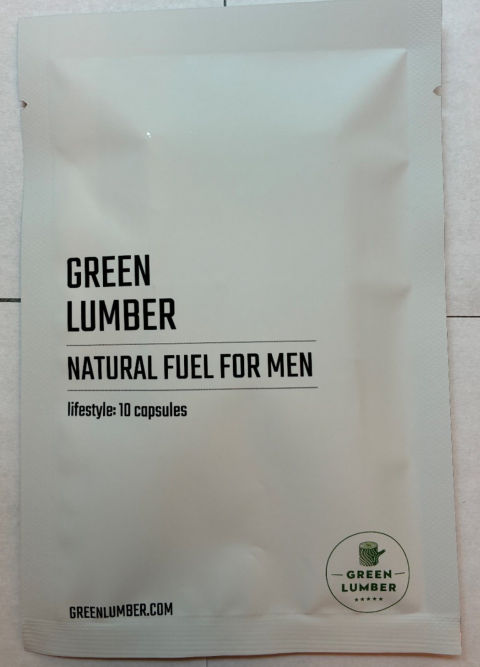 GREEN
LUMBER
NATURAL FUEL FOR MEN
lifestyle: 10 capsules
GREEN
LUMBER
GREENLUMBER.COM